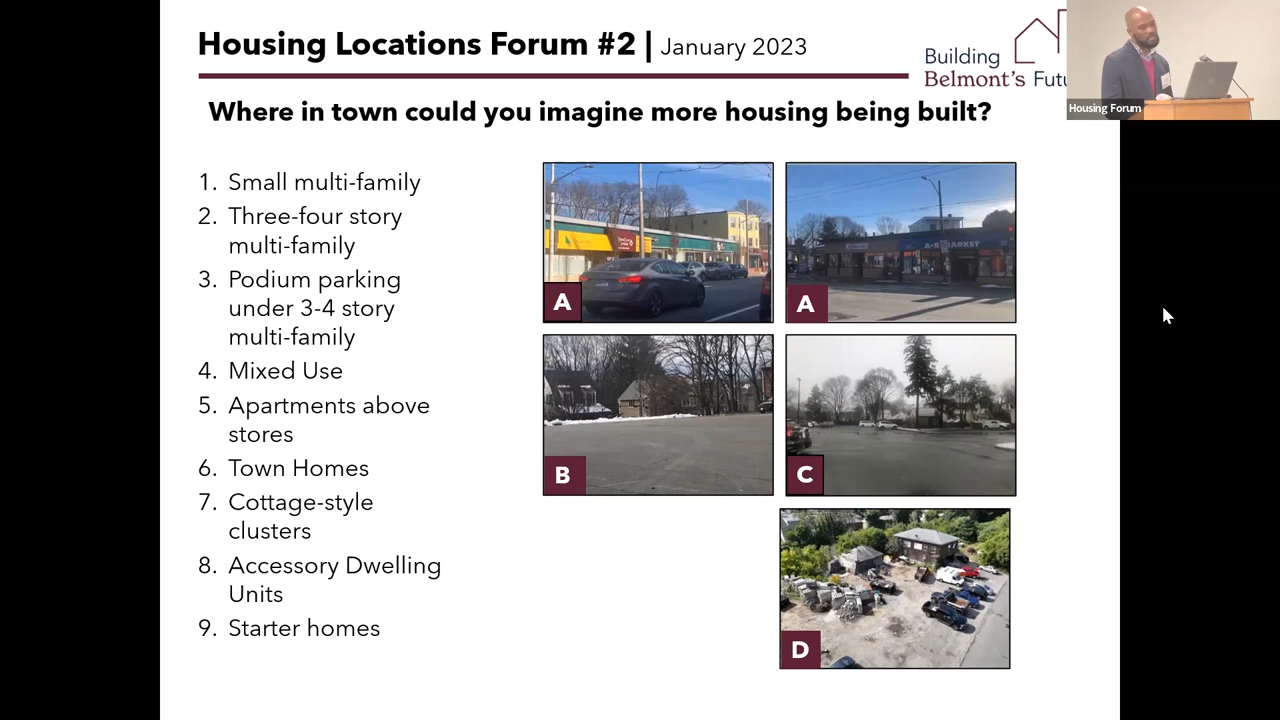 Housing Locations Forum #2 | January 2023
Building
Belmont's Futu
Housing Forum
Where in town could you imagine more housing being built?
1. Small multi-family
2. Three-four story
multi-family
3. Podium parking
under 3-4 story
multi-family
4. Mixed Use
5. Apartments above
stores
6. Town Homes
7. Cottage-style
clusters
8. Accessory Dwelling
Units
9. Starter homes
A
A
B
C
D